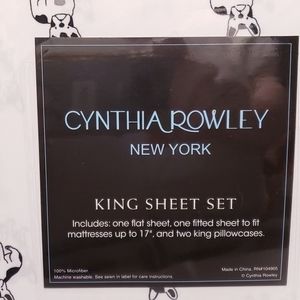 CYNTHIA ROWLEY
NEW YORK
KING SHEET SET
Includes: one flat sheet, one fitted sheet to fit
mattresses up to 17", and two king pillowcases.
100% Microfiber
Machine washable. See sewn in label for care instructions.
Made in China, RN#104905
© Cynthia Rowley